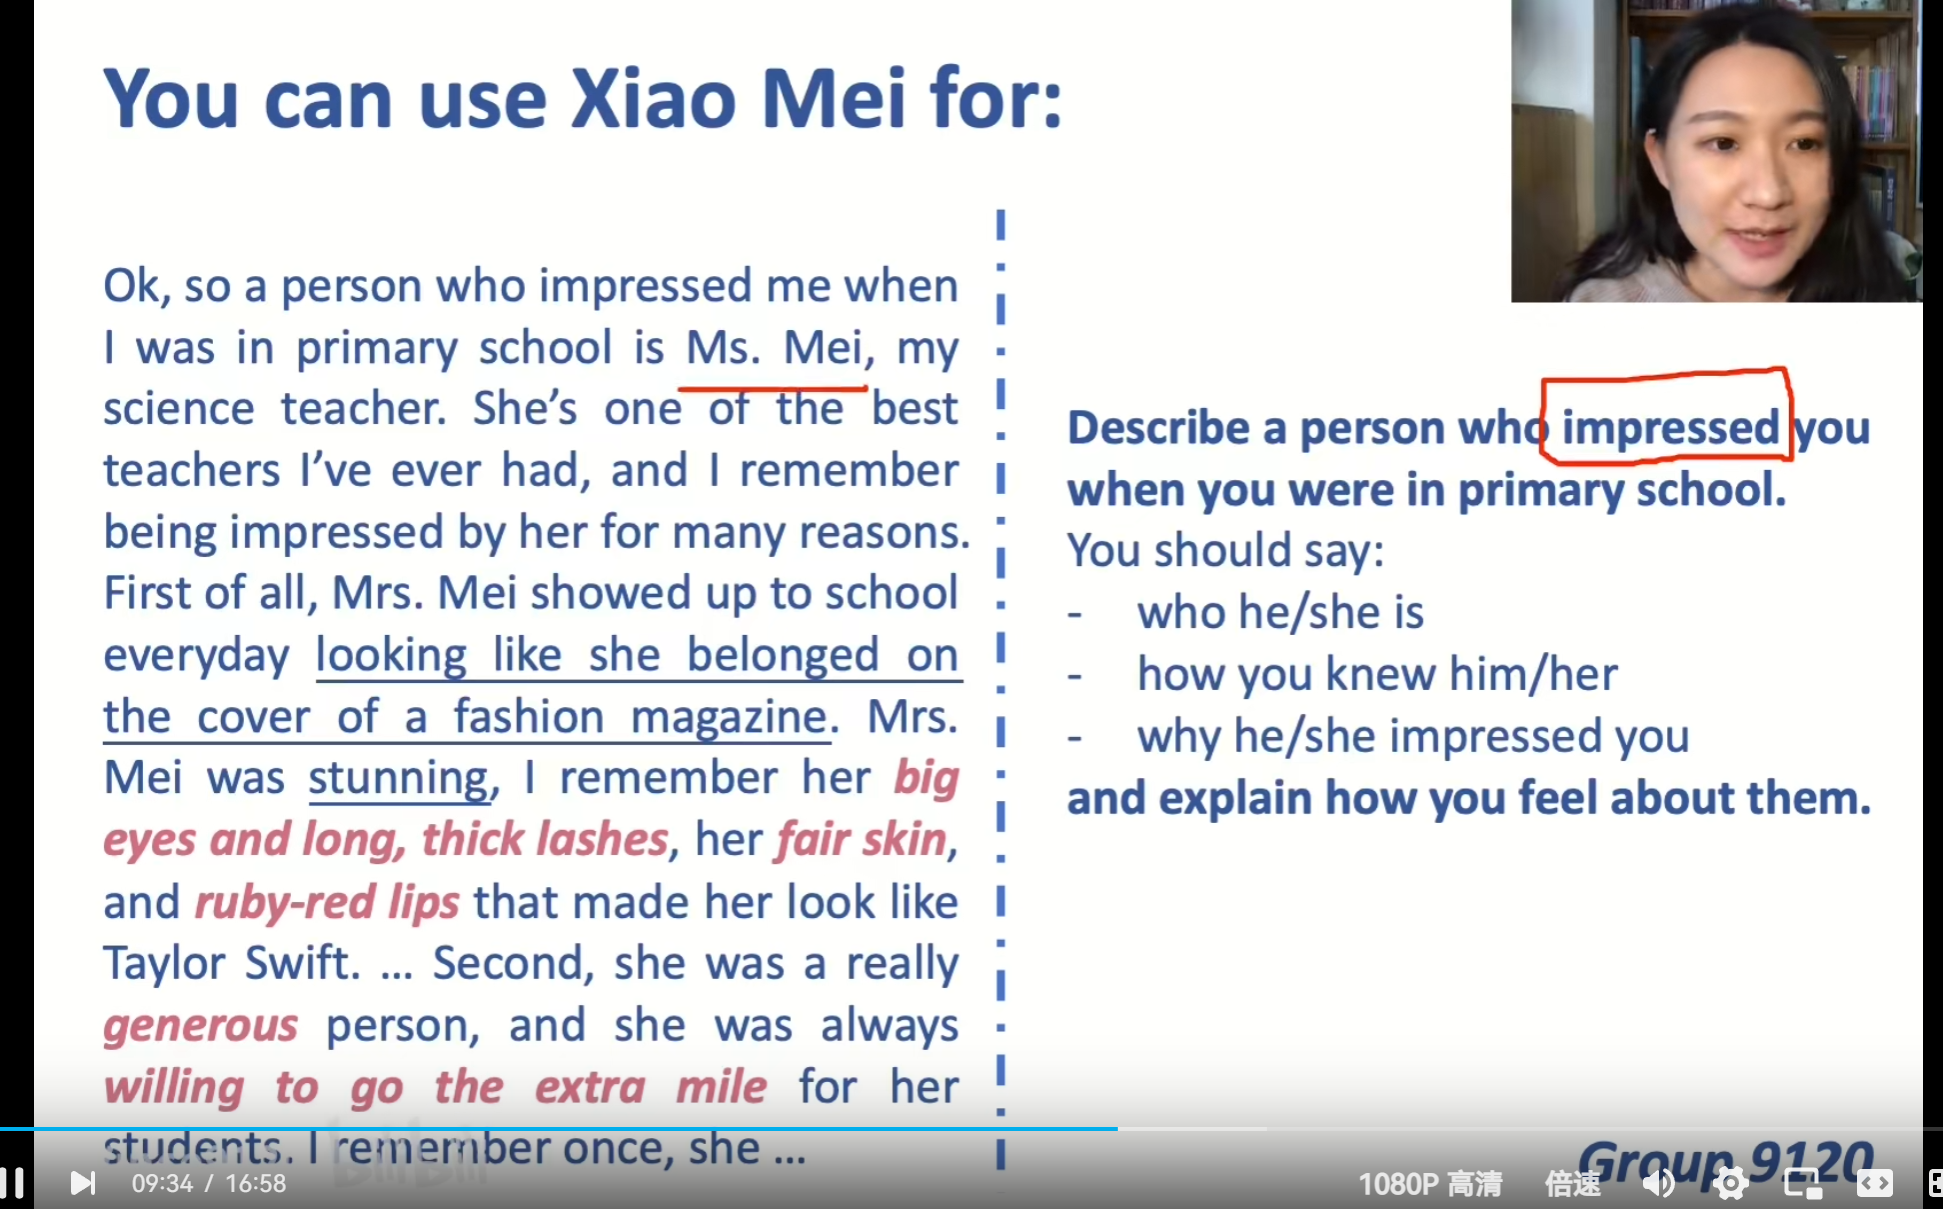 You can use Xiao Mei for:
Ok, so a person who impressed me when
I was in primary school is Ms. Mei, my
science teacher. She's one of the best
teachers I've ever had, and I remember
being impressed by her for many reasons.
First of all, Mrs. Mei showed up to school
everyday looking like she belonged on
the cover of a fashion magazine. Mrs.
Mei was stunning, I remember her big
eyes and long, thick lashes, her fair skin,
and ruby-red lips that made her look like
Taylor Swift. ... Second, she was a really
generous person, and she was always
willing to go the extra mile for her
students. I remember once, she ...
Describe a person who impressed you
when you were in primary school.
You should say:
- who he/she is
- how you knew him/her
- why he/she impressed you
and explain how you feel about them.
Group 9120
09:34 / 16:58
1080P 高清
倍速